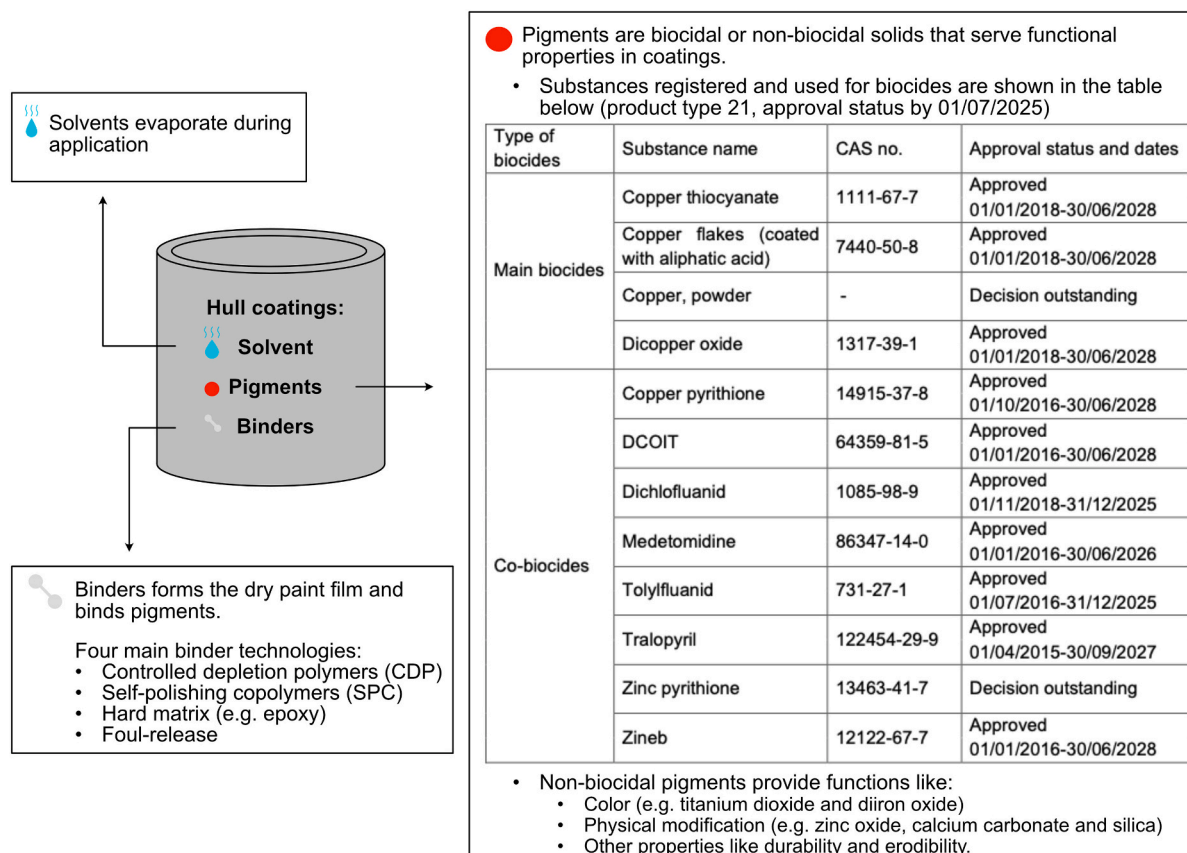 Solvents evaporate during
application
Hull coatings:
Solvent
Pigments
Binders
Binders forms the dry paint film and
binds pigments.
Four main binder technologies:
• Controlled depletion polymers (CDP)
• Self-polishing copolymers (SPC)
• Hard matrix (e.g. epoxy)
• Foul-release
Pigments are biocidal or non-biocidal solids that serve functional
properties in coatings.
• Substances registered and used for biocides are shown in the table
below (product type 21, approval status by 01/07/2025)
Type of
biocides
Substance name
CAS no.
Approval status and dates
Main biocides
Copper thiocyanate
1111-67-7
Approved
01/01/2018-30/06/2028
Copper flakes (coated
with aliphatic acid)
7440-50-8
Approved
01/01/2018-30/06/2028
Copper, powder
-
Decision outstanding
Dicopper oxide
1317-39-1
Approved
01/01/2018-30/06/2028
Co-biocides
Copper pyrithione
14915-37-8
Approved
01/10/2016-30/06/2028
DCOIT
64359-81-5
Approved
01/01/2016-30/06/2028
Dichlofluanid
1085-98-9
Approved
01/11/2018-31/12/2025
Medetomidine
86347-14-0
Approved
01/01/2016-30/06/2026
Tolylfluanid
731-27-1
Approved
01/07/2016-31/12/2025
Tralopyril
122454-29-9
Approved
01/04/2015-30/09/2027
Zinc pyrithione
13463-41-7
Decision outstanding
Zineb
12122-67-7
Approved
01/01/2016-30/06/2028
• Non-biocidal pigments provide functions like:
• Color (e.g. titanium dioxide and diiron oxide)
• Physical modification (e.g. zinc oxide, calcium carbonate and silica)
• Other properties like durability and erodibility.